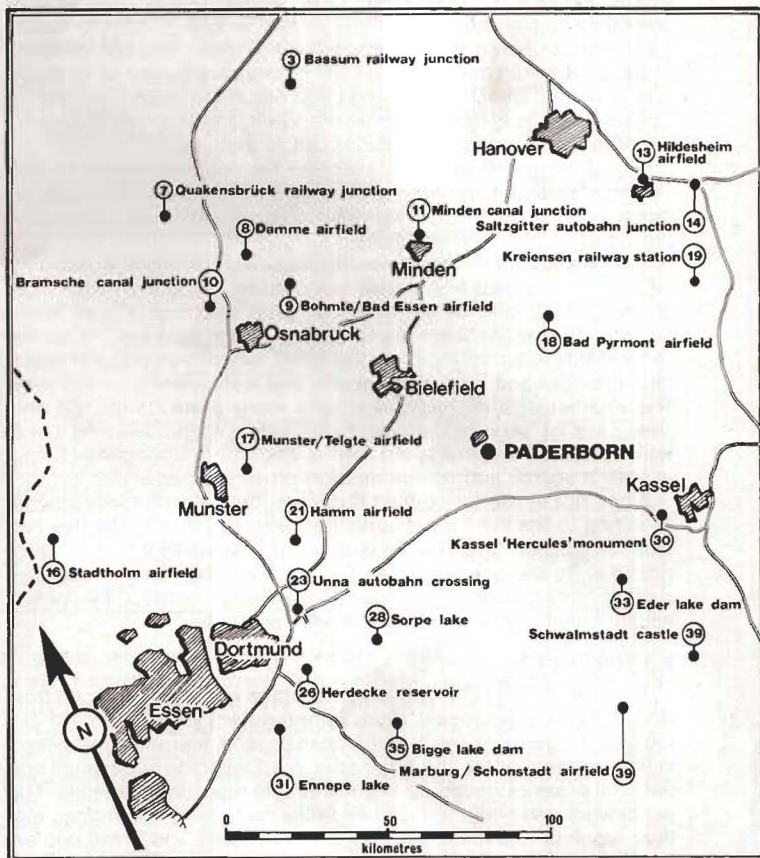 3 Bassum railway junction
Hanover
13 Hildesheim
airfield
7 Quakensbrück railway junction
8 Damme airfield
11 Minden canal junction
Saltzgitter autobahn junction 14
Minden
Kreiensen railway station 19
Bramsche canal junction
10
9 Bohmte/Bad Essen airfield
Osnabruck
18 Bad Pyrmont airfield
Bielefield
17 Munster/Telgte airfield
PADERBORN
Munster
Kassel
21 Hamn airfield
Kassel 'Hercules' monument 30
16 Stadtholm airfield
23 Unna autobahn crossing
33
Eder lake dam
28 Sorpe lake
Schwalmstadt castle 39
Dortmund
26 Herdecke reservoir
Essen
N
35 Bigge lake dam
Marburg/Schonstadt airfield 39
31 Ennepe lake
0 50 100
kilometres